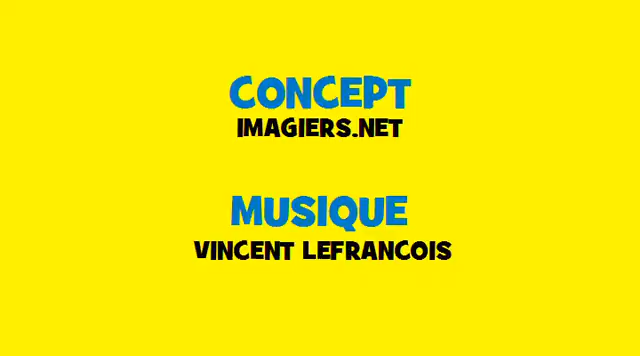 CONCEPT
IMAGIERS.NET
MUSIQUE
VINCENT LEFRANCOIS